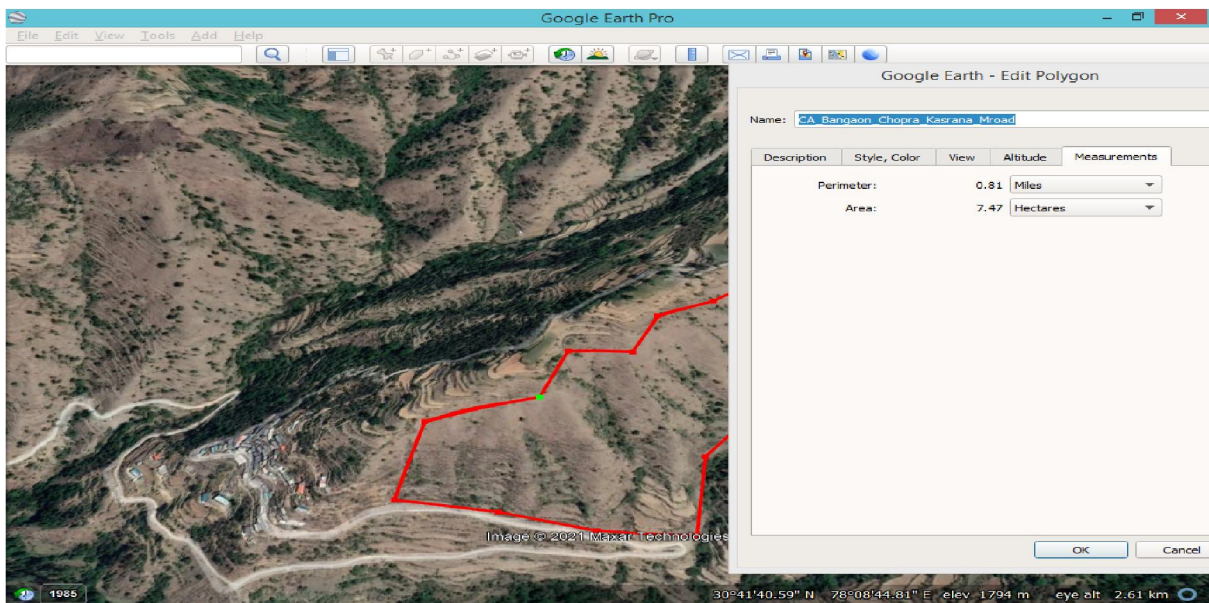 Google Earth Pro
File Edit View Tools Add Help
Google Earth - Edit Polygon
Name: CA_Bangaon_Chopra_Kasrana_Mroad
Description Style, Color View Altitude Measurements
Perimeter: 0.81 Miles
Area: 7.47 Hectares
Image © 2021 Maxar Technologies
OK Cancel
1985 30°41'40.59" N 78°08'44.81" E elev 1794 m eye alt 2.61 km